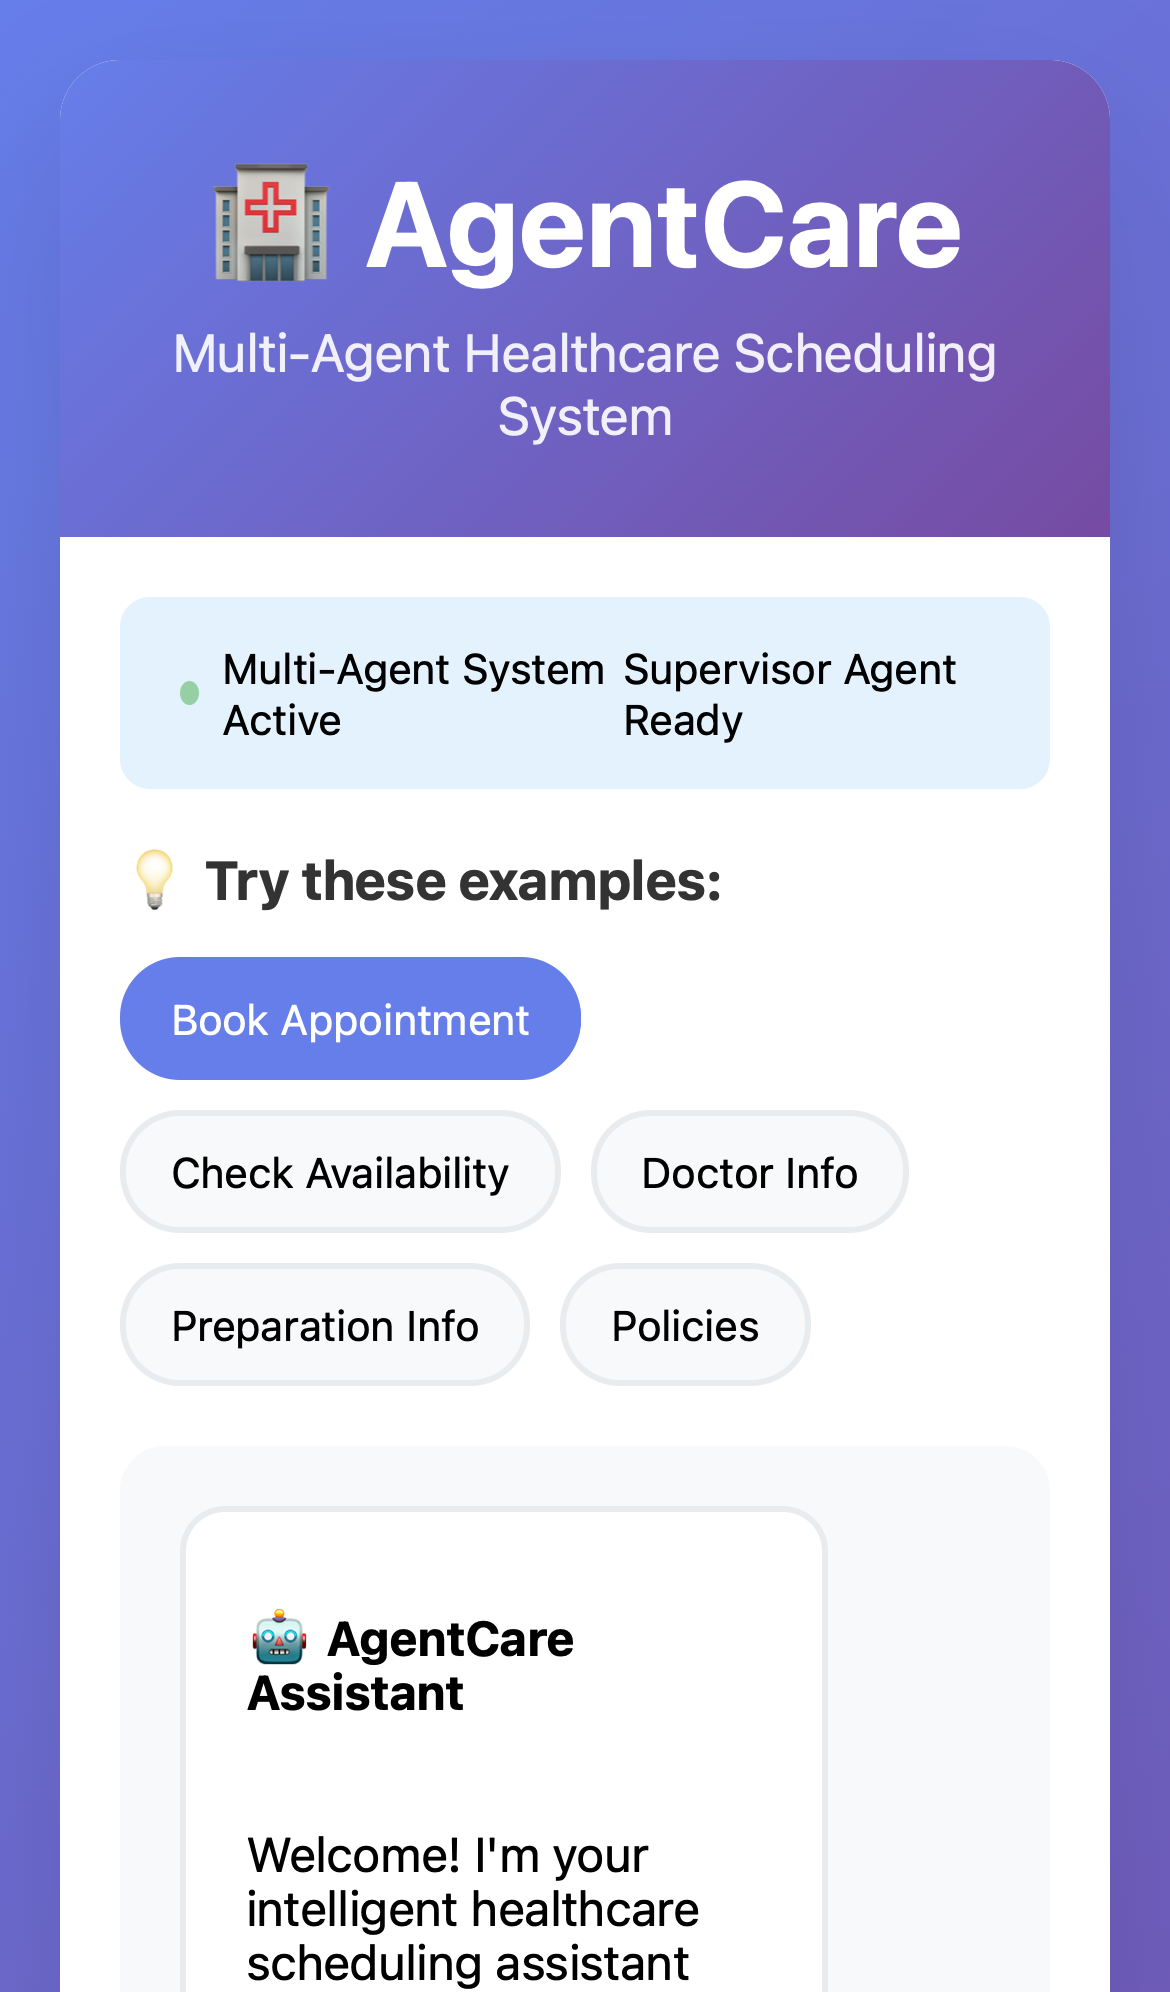 AgentCare
Multi-Agent Healthcare Scheduling
System
Multi-Agent System
Active
Supervisor Agent
Ready
Try these examples:
Book Appointment
Check Availability
Doctor Info
Preparation Info
Policies
AgentCare
Assistant
Welcome! I'm your
intelligent healthcare
scheduling assistant